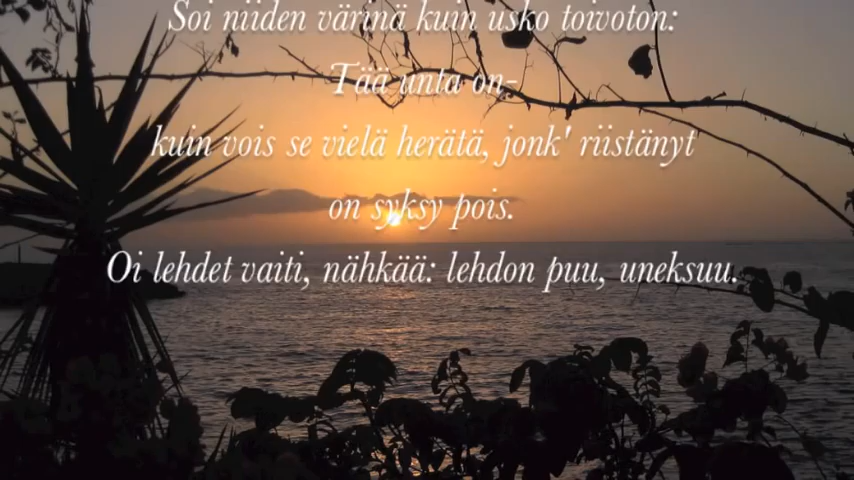 Soi niiden värinä kuin usko toivoton:
Tää unta on-
kuin vois se vielä herätä, jonk' riistänyt
on syksy pois.
Oi lehdet vaiti, nähkää: lehdon puu, uneksuu.